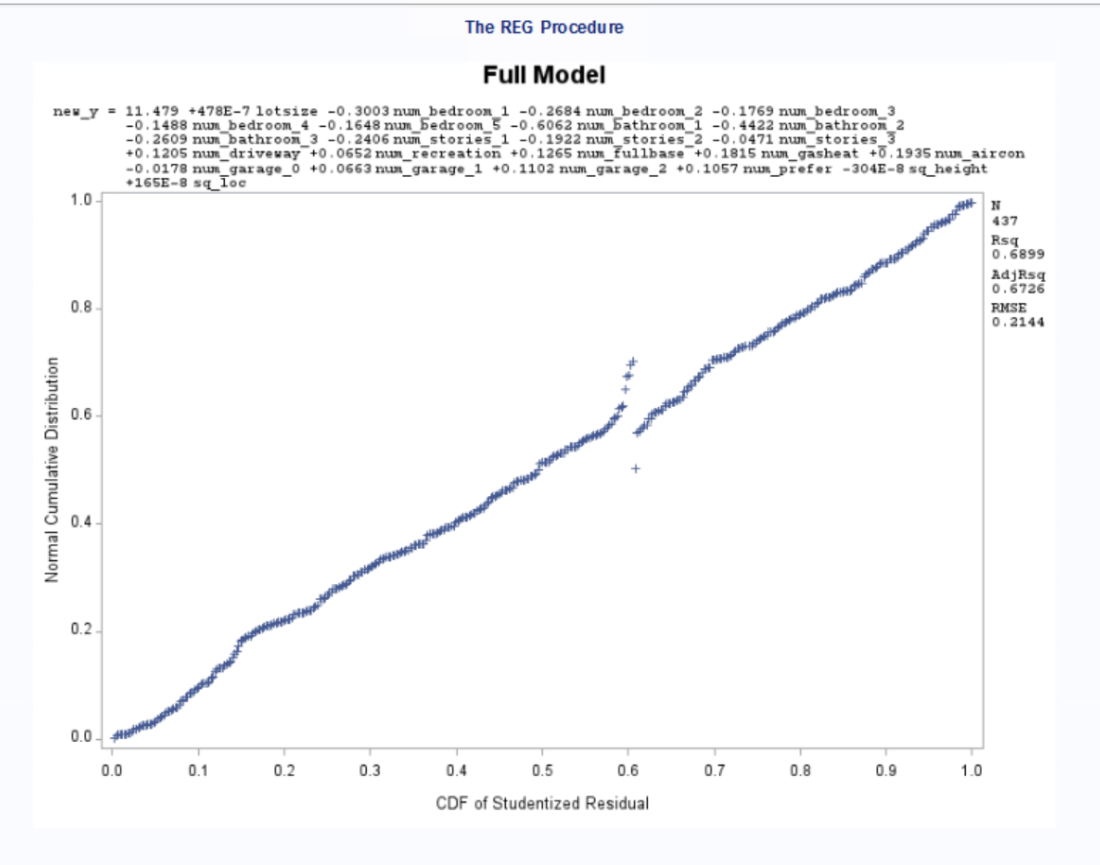 The REG Procedure
Full Model
new_y = 11.479 +478E-7 lotsize -0.3003 num_bedroom_1 -0.2684 num_bedroom_2 -0.1769 num_bedroom_3
-0.1488 num_bedroom_4 -0.1648 num_bedroom_5 -0.6062 num_bathroom_1 -0.4422 num_bathroom_2
-0.2609 num_bathroom_3 -0.2406 num_stories_1 -0.1922 num_stories_2 -0.0471 num_stories_3
+0.1205 num_driveway +0.0652 num_recreation +0.1265 num_fullbase +0.1815 num_gasheat +0.1935 num_aircon
-0.0178 num_garage_0 +0.0663 num_garage_1 +0.1102 num_garage_2 +0.1057 num_prefer -304E-8 sq_height
+165E-8 sq_loc
1.0
0.8
0.6
0.4
0.2
0.0
Normal Cumulative Distribution
N
437
Rsq
0.6899
AdjRsq
0.6726
RMSE
0.2144
0.0 0.1 0.2 0.3 0.4 0.5 0.6 0.7 0.8 0.9 1.0
CDF of Studentized Residual